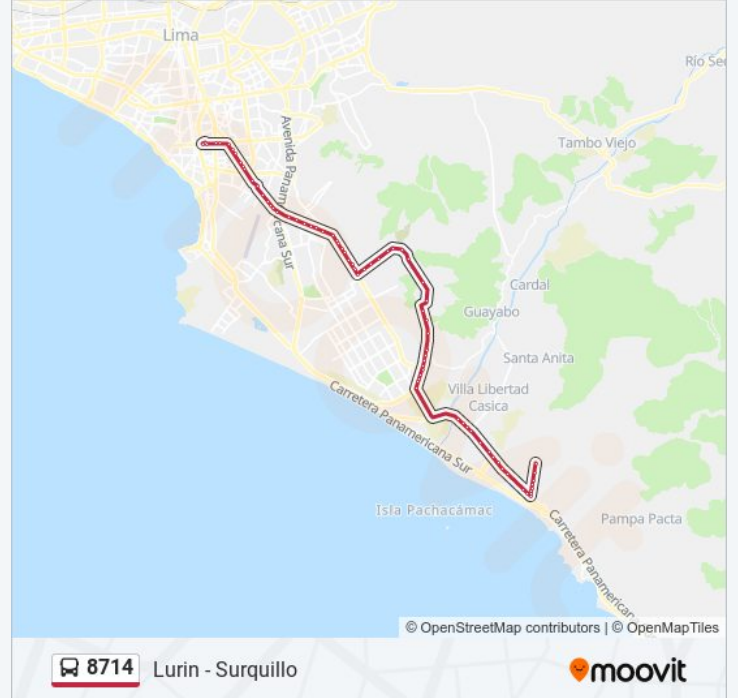 Lima
Río Sec
Tambo Viejo
Avenida Panamericana Sur
Cardal
Guayabo
Santa Anita
Villa Libertad
Casica
Carretera Panamericana Sur
Isla Pachacámac
Pampa Pacta
Carretera Panamericana
© OpenStreetMap contributors | © OpenMapTiles
8714 Lurin - Surquillo
moovit